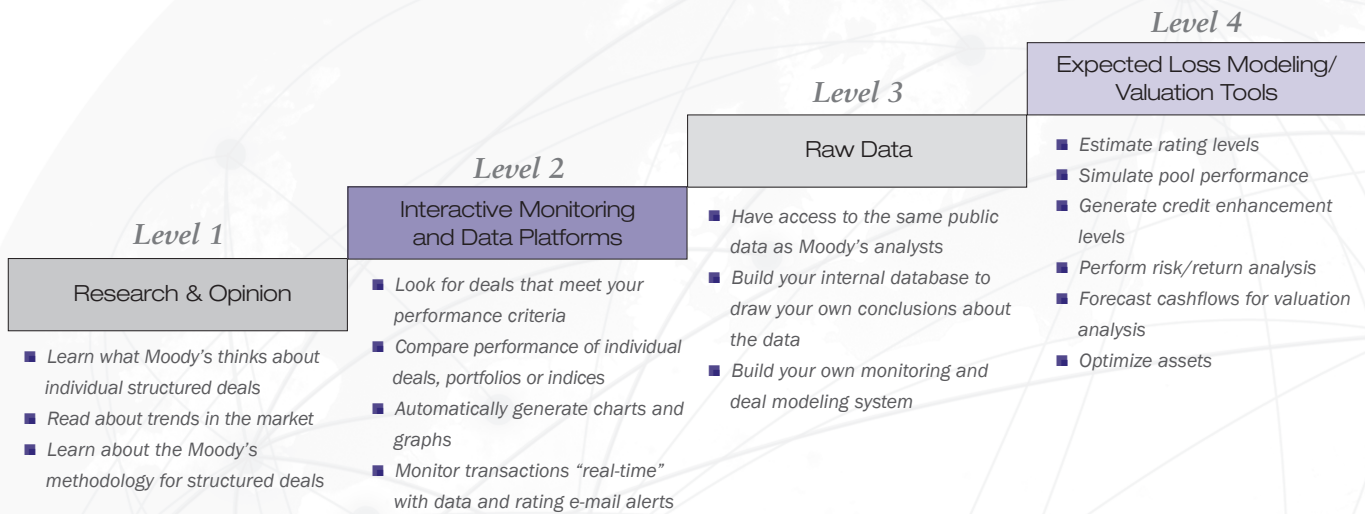 Level 1
Research & Opinion
Learn what Moody's thinks about
individual structured deals
Read about trends in the market
Learn about the Moody's
methodology for structured deals
Level 2
Interactive Monitoring
and Data Platforms
Look for deals that meet your
performance criteria
Compare performance of individual
deals, portfolios or indices
Automatically generate charts and
graphs
Monitor transactions “real-time”
with data and rating e-mail alerts
Level 3
Raw Data
Have access to the same public
data as Moody's analysts
Build your internal database to
draw your own conclusions about
the data
Build your own monitoring and
deal modeling system
Level 4
Expected Loss Modeling/
Valuation Tools
Estimate rating levels
Simulate pool performance
Generate credit enhancement
levels
Perform risk/return analysis
Forecast cashflows for valuation
analysis
Optimize assets